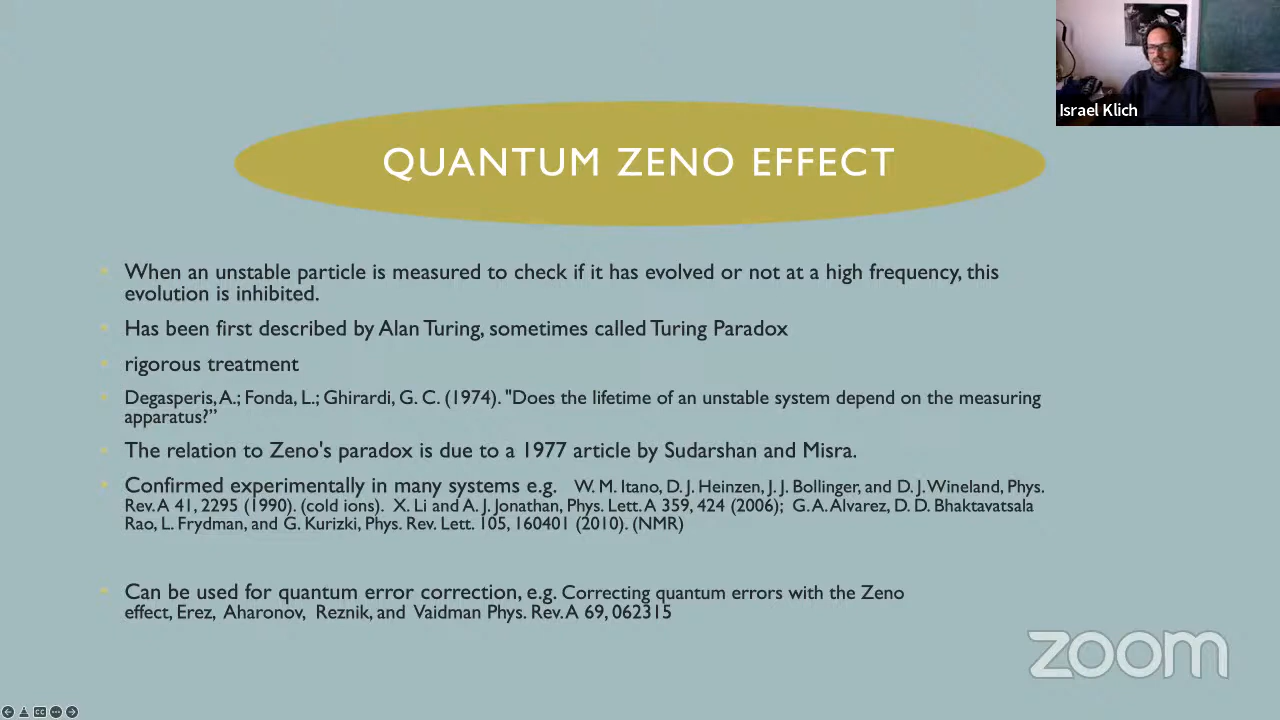 Israel Klich
QUANTUM ZENO EFFECT
When an unstable particle is measured to check if it has evolved or not at a high frequency, this
evolution is inhibited.
Has been first described by Alan Turing, sometimes called Turing Paradox
rigorous treatment
Degasperis, A.; Fonda, L.; Ghirardi, G. C. (1974). "Does the lifetime of an unstable system depend on the measuring
apparatus?”
The relation to Zeno's paradox is due to a 1977 article by Sudarshan and Misra.
Confirmed experimentally in many systems e.g. W. M. Itano, D. J. Heinzen, J. J. Bollinger, and D. J. Wineland, Phys.
Rev. A 41, 2295 (1990). (cold ions). X. Li and A. J. Jonathan, Phys. Lett. A 359, 424 (2006); G. A. Alvarez, D. D. Bhaktavatsala
Rao, L. Frydman, and G. Kurizki, Phys. Rev. Lett. 105, 160401 (2010). (NMR)
Can be used for quantum error correction, e.g. Correcting quantum errors with the Zeno
effect, Erez, Aharonov, Reznik, and Vaidman Phys. Rev. A 69, 062315
zoom